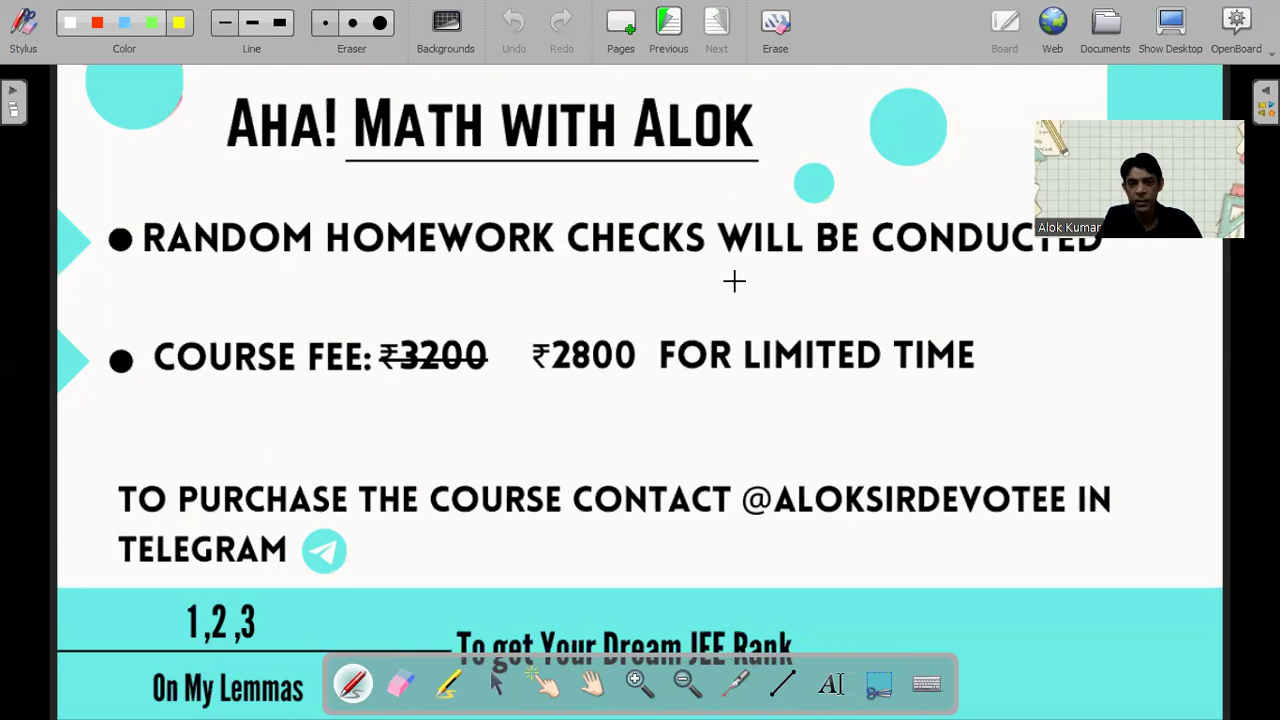 Stylus
Color
Line
Eraser
Backgrounds
Undo
Redo
Pages
Previous
Next
Erase
Board
Web
Documents
Show Desktop
OpenBoard
AHA! MATH WITH ALOK
RANDOM HOMEWORK CHECKS WILL BE CONDUCTED
Alok Kumar
COURSE FEE: ₹3200 ₹2800 FOR LIMITED TIME
TO PURCHASE THE COURSE CONTACT @ALOKSIRDEVOTEE IN
TELEGRAM
1,2 ,3
To get Your Dream JEE Rank
On My Lemmas
AI